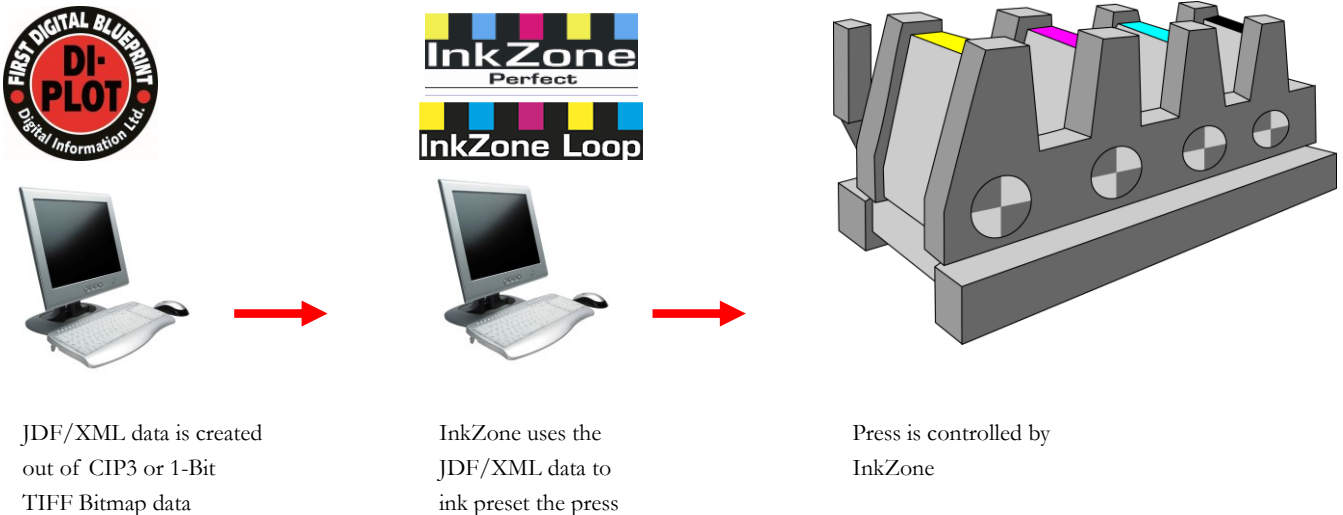 FIRST DIGITAL BLUEPRINT
DI-
PLOT
Digital Information Ltd.
InkZone
Perfect
InkZone Loop
JDF/XML data is created
out of CIP3 or 1-Bit
TIFF Bitmap data
InkZone uses the
JDF/XML data to
ink preset the press
Press is controlled by
InkZone